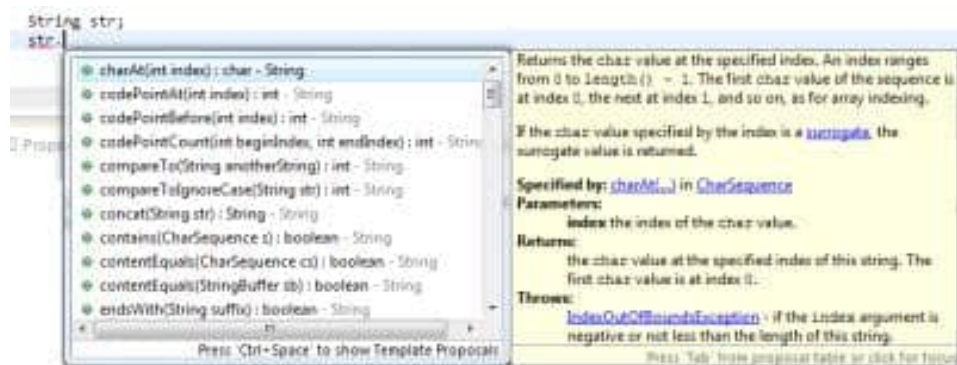 String str;
str.
charAt(int index) : char - String
codePointAt(int index) : int - String
codePointBefore(int index) : int - String
codePointCount(int beginIndex, int endIndex) : int - String
compareTo(String anotherString) : int - String
compareToIgnoreCase(String str) : int - String
concat(String str) : String - String
contains(CharSequence s) : boolean - String
contentEquals(CharSequence cs) : boolean - String
contentEquals(StringBuffer sb) : boolean - String
endsWith(String suffix) : boolean - String
Press 'Ctrl+Space' to show Template Proposals
Returns the char value at the specified index. An index ranges
from 0 to length() - 1. The first char value of the sequence is
at index 0, the next at index 1, and so on, as for array indexing.
If the char value specified by the index is a surrogate, the
surrogate value is returned.
Specified by: charAt(...) in CharSequence
Parameters:
index the index of the char value.
Returns:
the char value at the specified index of this string. The
first char value is at index 0.
Throws:
IndexOutOfBoundsException - if the index argument is
negative or not less than the length of this string.
Press 'Tab' from proposal table or click for focus